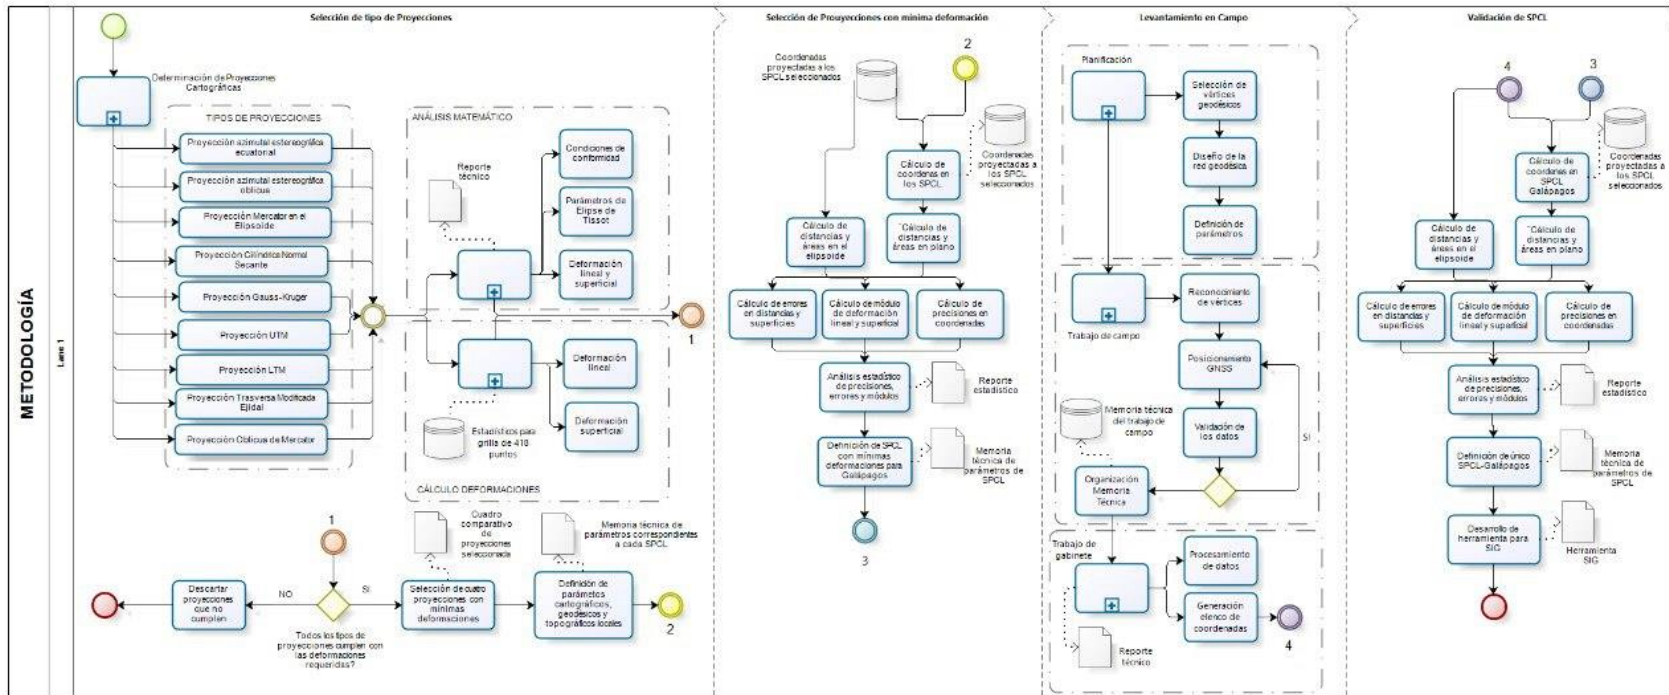 METODOLOGÍA
Lane 1
Selección de tipo de Proyecciones
Determinación de Proyecciones
Cartográficas
TIPOS DE PROYECCIONES
Proyección azimutal estereográfica
ecuatorial
Proyección azimutal estereográfica
oblicua
Proyección Mercator en el
Elipsoide
Proyección Cilíndrica Normal
Secante
Proyección Gauss-Kruger
Proyección UTM
Proyección LTM
Proyección Trasversa Modificada
Ejidal
Proyección Oblicua de Mercator
ANÁLISIS MATEMÁTICO
Reporte
técnico
Condiciones de
conformidad
Parámetros de
Elipse de
Tissot
Deformación
lineal y
superficial
1
Deformación
lineal
Deformación
superficial
Estadísticos para
grilla de 418
puntos
CÁLCULO DEFORMACIONES
1
Cuadro
comparativo
de
proyecciones
seleccionada
Memoria técnica de
parámetros correspondientes
a cada SPCL
Descartar
proyecciones
que no
cumplen
NO
SI
Todos los tipos de
proyecciones cumplen con
las deformaciones
requeridas?
Selección de cuatro
proyecciones con
mínimas
deformaciones
Definición de
parámetos
cartográficos,
geodésicos y
topográficos locales
2
Selección de Prouyecciones con mínima deformación
Coordenadas
proyectadas a los
SPCL seleccionados
2
Cálculo de
coordenas en
los SPCL
Coordenadas
proyectadas a
los SPCL
seleccionados
Cálculo de
distancias y
áreas en el
elipsoide
¨Cálculo de
distancias y
áreas en plano
Cálculo de errores
en distancias y
superficies
Cálculo de módulo
de deformación
lineal y superficial
Cálculo de
precisiones en
coordenadas
Análisis estadístico
de precisiones,
errores y módulos
Reporte
estadístico
Definición de SPCL
con mínimas
deformaciones para
Galápagos
Memoria
técnica de
parámetros de
SPCL
3
Levantamiento en Campo
Planificación
Selección de
vértices
geodésicos
Diseño de la
red geodésica
Definición de
parámetros
Trabajo de campo
Reconocimiento
de vértices
Posicionamiento
GNSS
Memoria técnica
del trabajo de
campo
Validación de
los datos
SI
Organización
Memoria
Técnica
Trabajo de
gabinete
Procesamiento
de datos
Generación
elenco de
coordenadas
4
Reporte
técnico
Validación de SPCL
4
3
Cálculo de
coordenas en
SPCL
Galápagos
Coordenadas
proyectadas a
los SPCL
seleccionados
Cálculo de
distancias y
áreas en el
elipsoide
¨Cálculo de
distancias y
áreas en plano
Cálculo de errores
en distancias y
superficies
Cálculo de módulo
de deformación
lineal y superficial
Cálculo de
precisiones en
coordenadas
Análisis estadístico
de precisiones,
errores y módulos
Reporte
estadístico
Definición de único
SPCL-Galápagos
Memoria
técnica de
parámetros de
SPCL
Desarrollo de
herramienta para
SIG
Herramienta
SIG